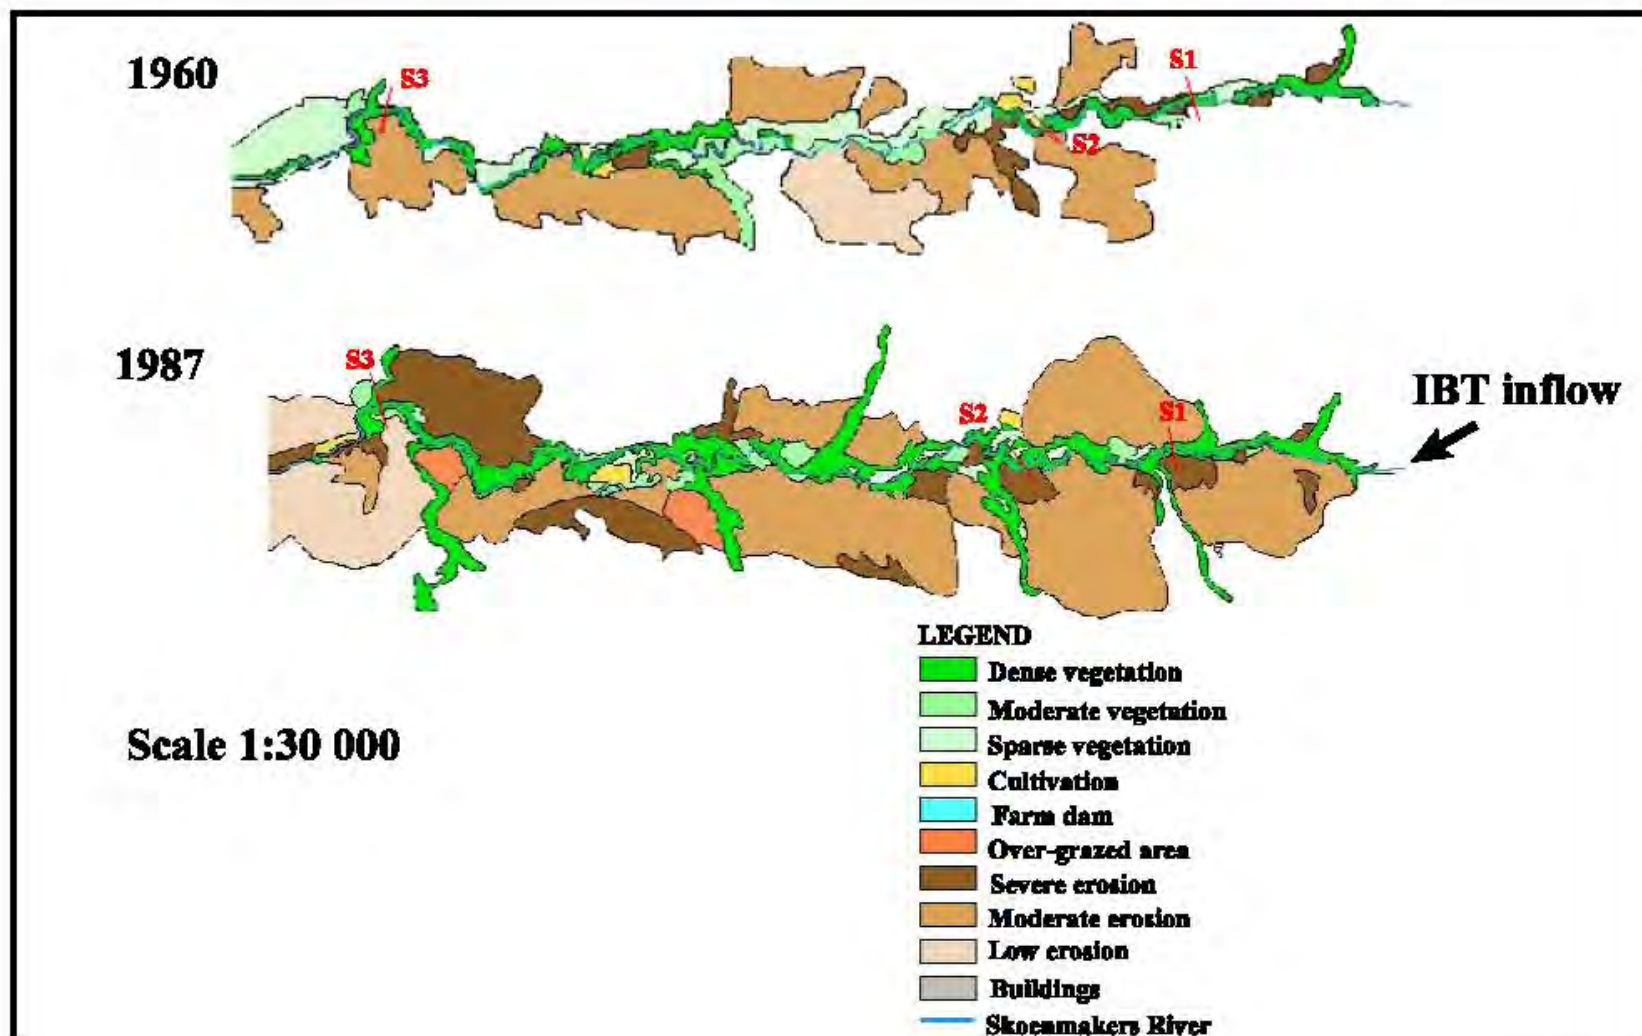 1960
S3
S1
S2
1987
S3
S2
S1
IBT inflow
LEGEND
Dense vegetation
Moderate vegetation
Sparse vegetation
Cultivation
Farm dam
Over-grazed area
Severe erosion
Moderate erosion
Low erosion
Buildings
Skoenmakers River
Scale 1:30 000